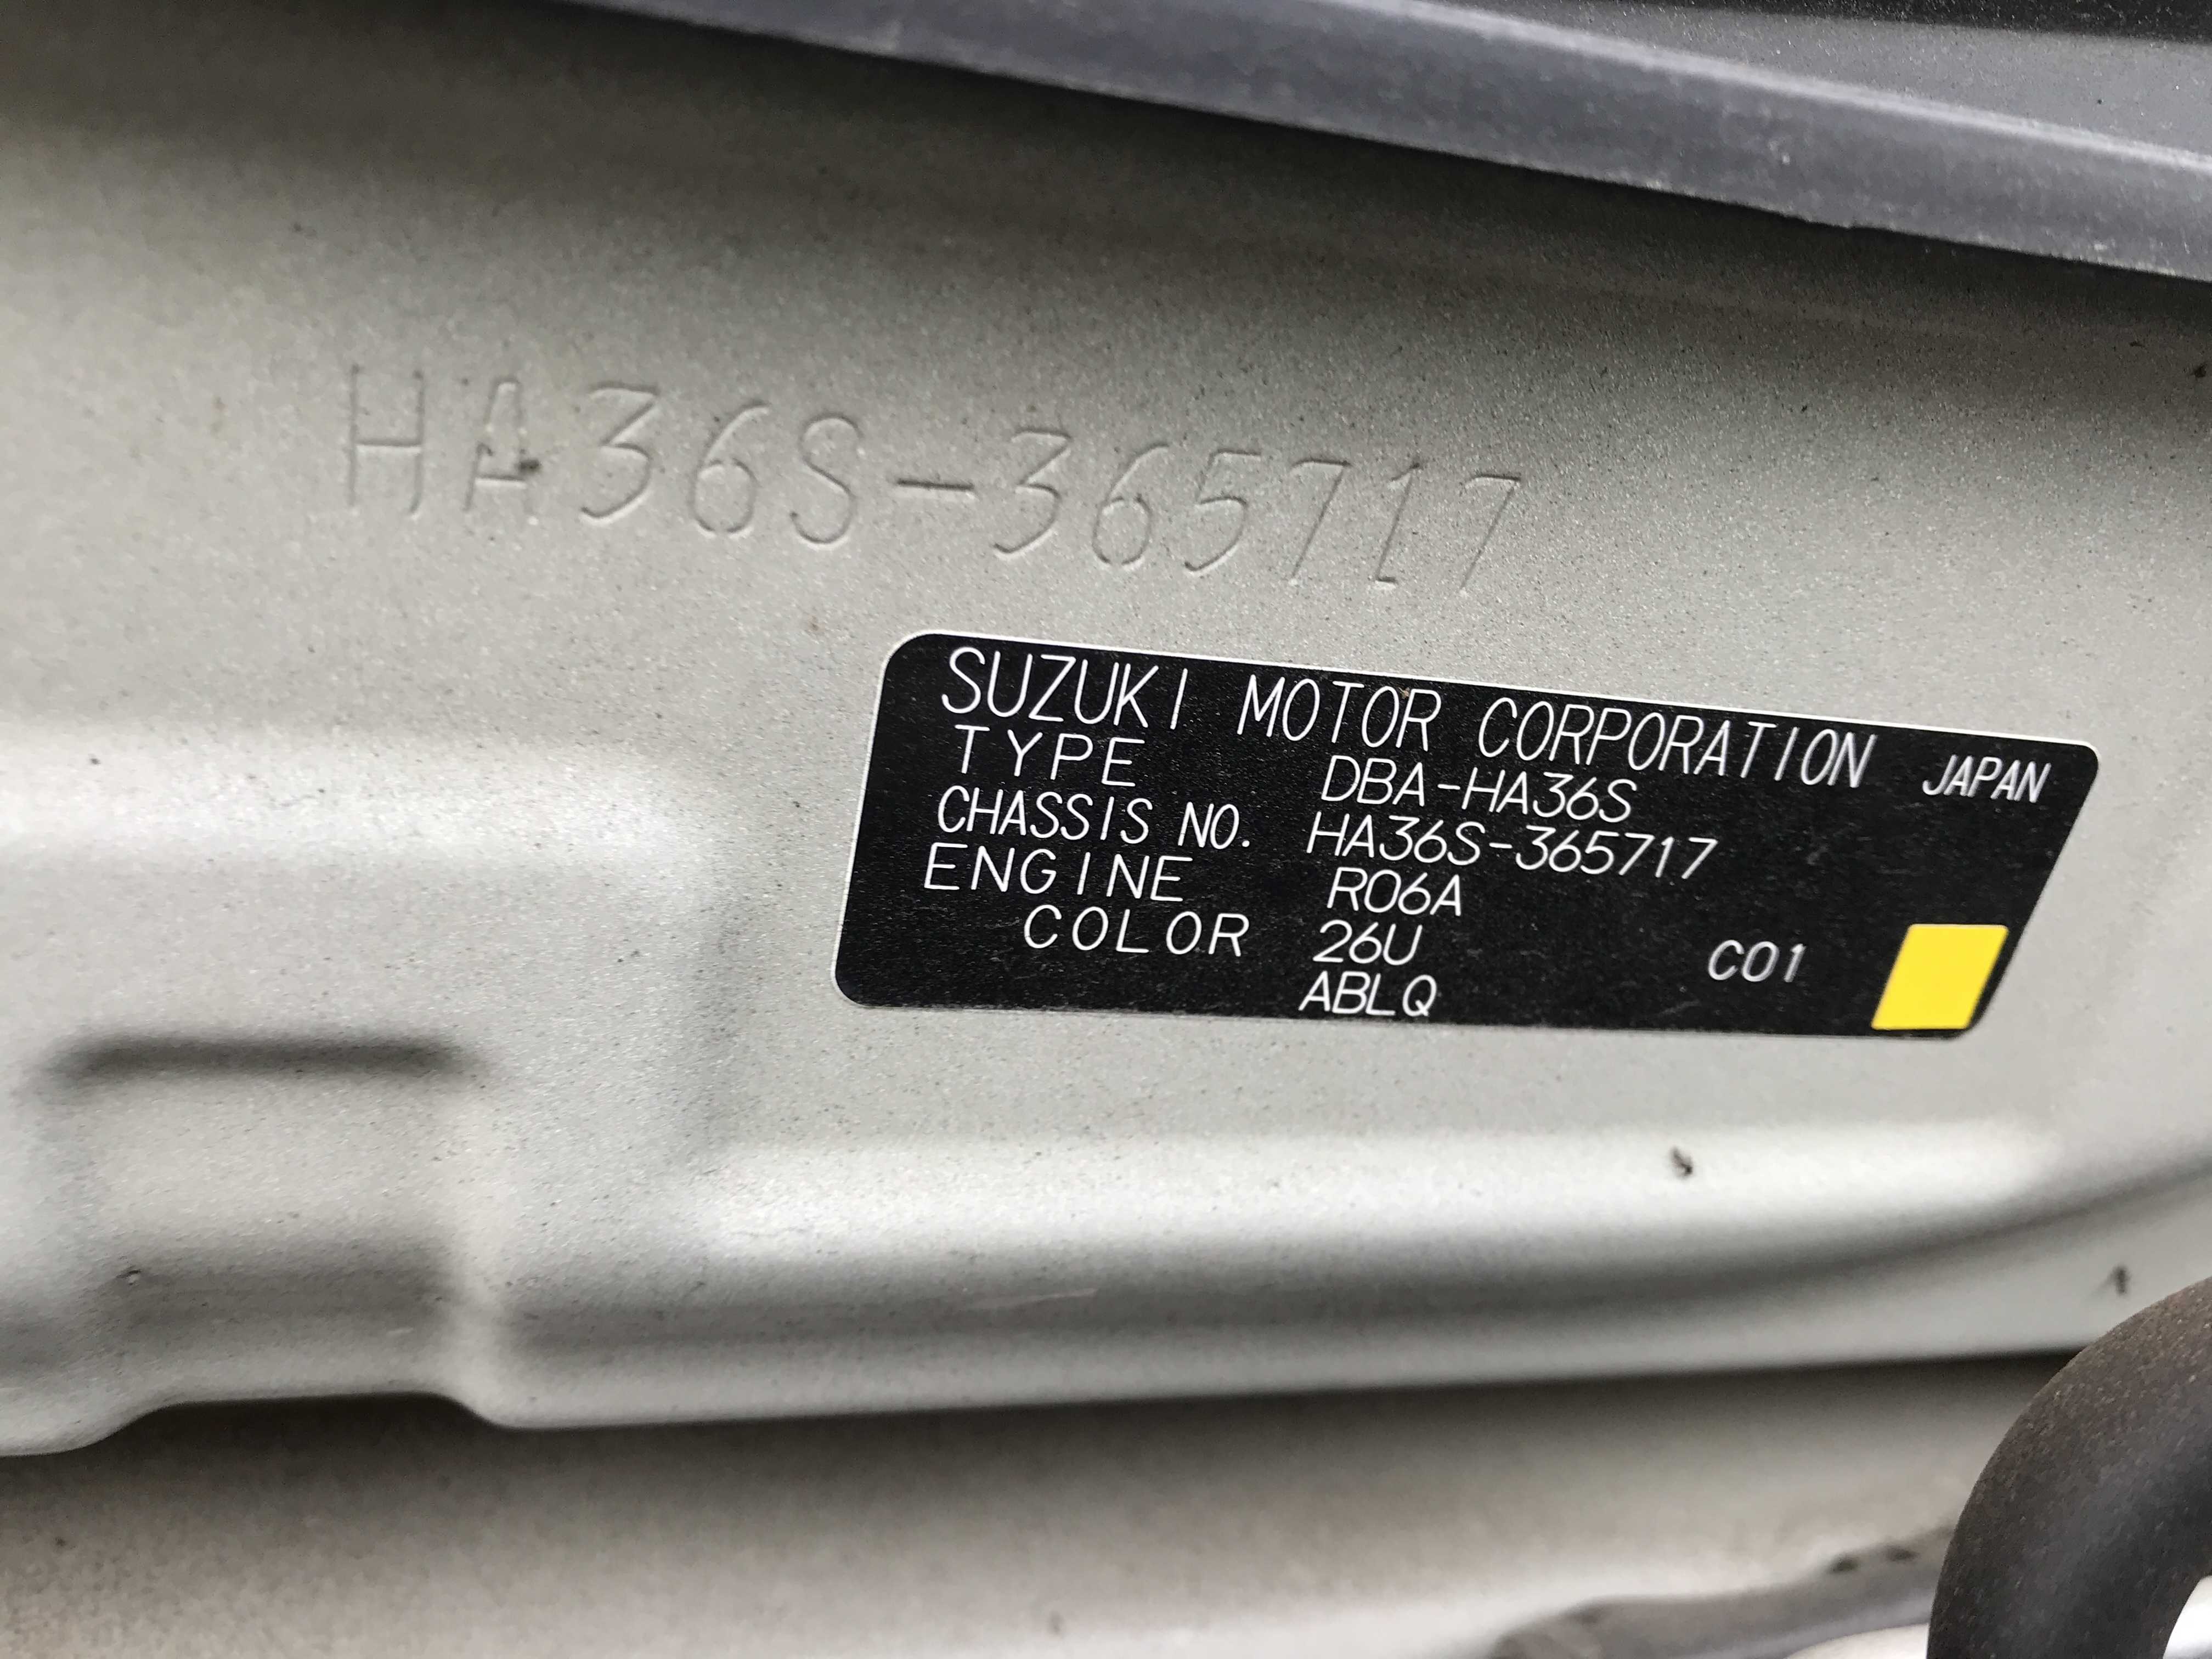 HA36S-365717
SUZUKI MOTOR CORPORATION JAPAN
TYPE DBA-HA36S
CHASSIS NO. HA36S-365717
ENGINE R06A
COLOR 26U C01
ABLQ